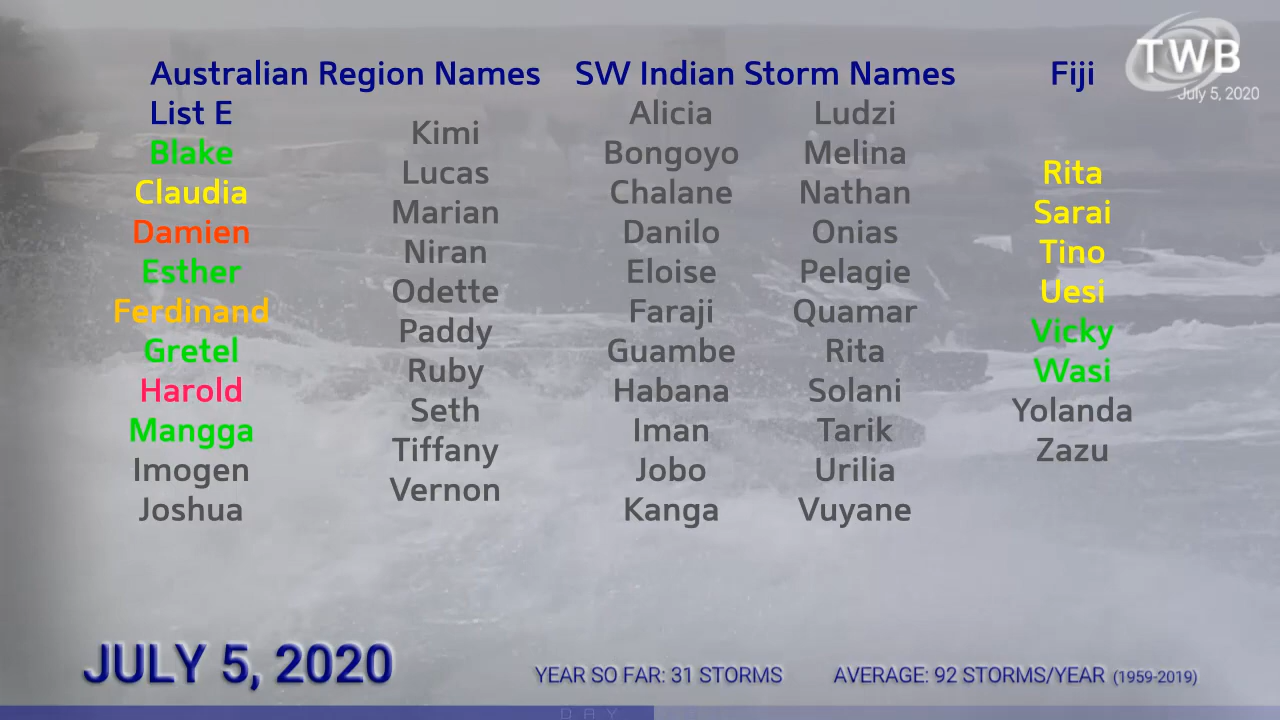 TWB
July 5, 2020
Australian Region Names
List E
Blake
Claudia
Damien
Esther
Ferdinand
Gretel
Harold
Mangga
Imogen
Joshua
Kimi
Lucas
Marian
Niran
Odette
Paddy
Ruby
Seth
Tiffany
Vernon
SW Indian Storm Names
Alicia
Bongoyo
Chalane
Danilo
Eloise
Faraji
Guambe
Habana
Iman
Jobo
Kanga
Ludzi
Melina
Nathan
Onias
Pelagie
Quamar
Rita
Solani
Tarik
Urilia
Vuyane
Fiji
Rita
Sarai
Tino
Uesi
Vicky
Wasi
Yolanda
Zazu
JULY 5, 2020
YEAR SO FAR: 31 STORMS
AVERAGE: 92 STORMS/YEAR (1959-2019)
DAY